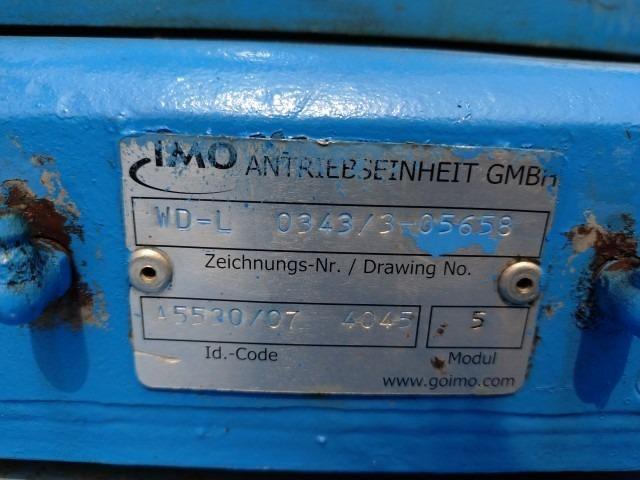 IMO ANTRIEBSEINHEIT GMBH
WD-L 0343/3-05658
Zeichnungs-Nr. / Drawing No.
A5530/07 4045 5
Id.-Code Modul
www.goimo.com